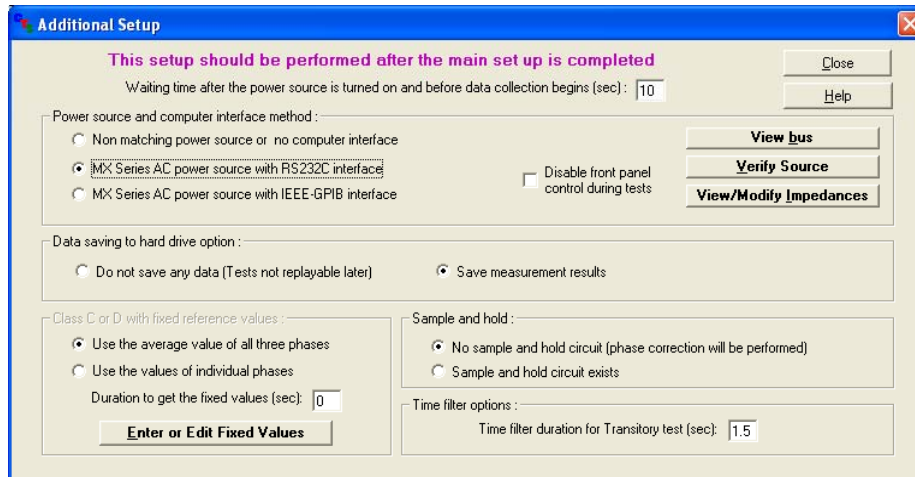 Additional Setup
This setup should be performed after the main set up is completed
Close
Waiting time after the power source is turned on and before data collection begins (sec) : 10
Help
Power source and computer interface method :
Non matching power source or no computer interface
View bus
MX Series AC power source with RS232C interface
Disable front panel
control during tests
Verify Source
MX Series AC power source with IEEE-GPIB interface
View/Modify Impedances
Data saving to hard drive option :
Do not save any data (Tests not replayable later)
Save measurement results
Class C or D with fixed reference values :
Use the average value of all three phases
Use the values of individual phases
Duration to get the fixed values (sec): 0
Enter or Edit Fixed Values
Sample and hold :
No sample and hold circuit (phase correction will be performed)
Sample and hold circuit exists
Time filter options :
Time filter duration for Transitory test (sec): 1.5